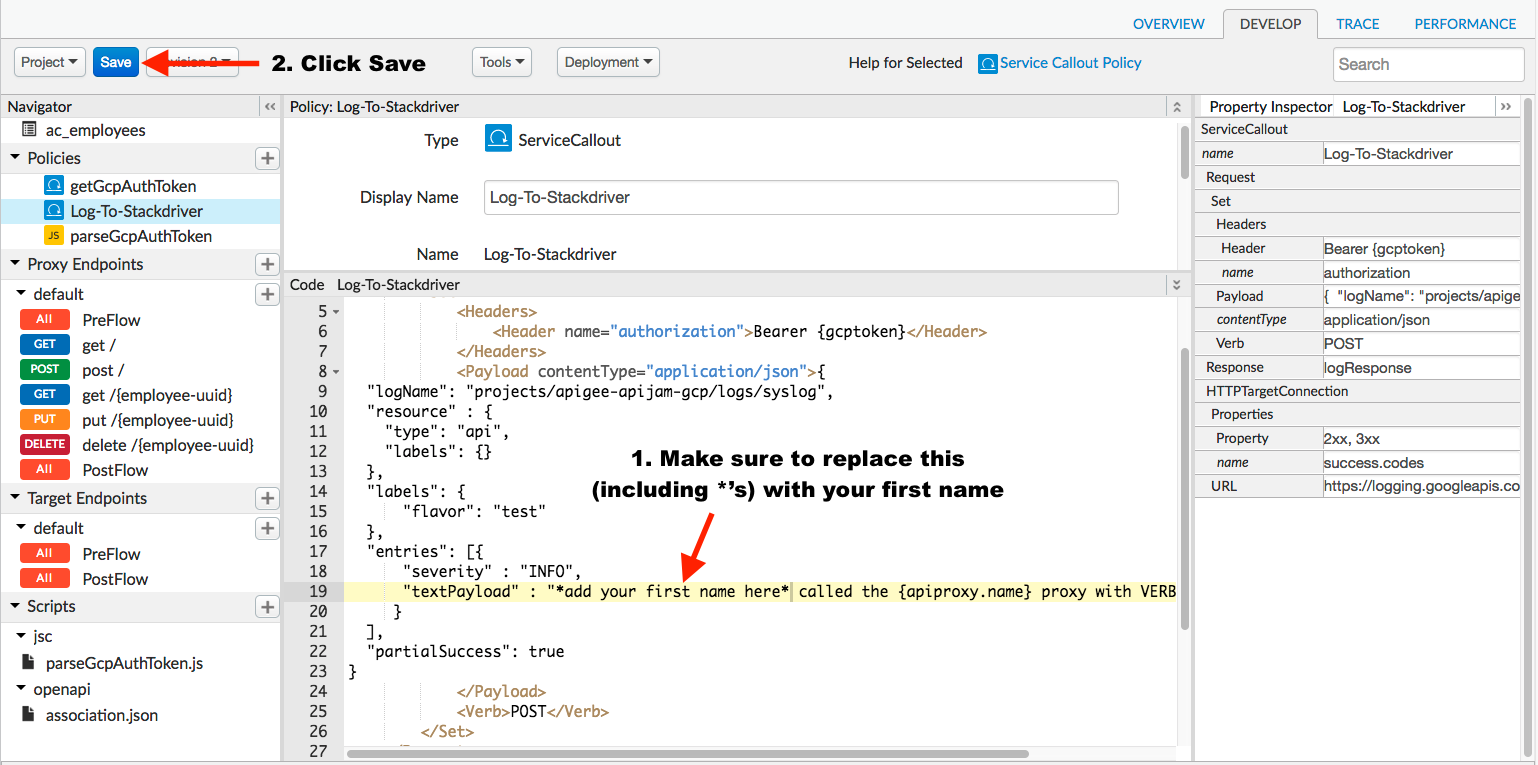 OVERVIEW DEVELOP TRACE PERFORMANCE
Project Save 2. Click Save Tools Deployment Help for Selected Service Callout Policy Search
Navigator
ac_employees
Policies
getGcpAuthToken
Log-To-Stackdriver
JS parseGcpAuthToken
Proxy Endpoints
default
All PreFlow
GET get /
POST post /
GET get /{employee-uuid}
PUT put /{employee-uuid}
DELETE delete /{employee-uuid}
All PostFlow
Target Endpoints
default
All PreFlow
All PostFlow
Scripts
jsc
parseGcpAuthToken.js
openapi
association.json
Policy: Log-To-Stackdriver
Type ServiceCallout
Display Name Log-To-Stackdriver
Name Log-To-Stackdriver
Code Log-To-Stackdriver
5 <Headers>
6 <Header name="authorization">Bearer {gcptoken}</Header>
7 </Headers>
8 <Payload contentType="application/json">{
9 "logName": "projects/apigee-apijam-gcp/logs/syslog",
10 "resource" : {
11 "type": "api",
12 "labels": {}
13 },
14 "labels": {
15 "flavor": "test"
16 },
17 "entries": [{
18 "severity" : "INFO",
19 "textPayload" : "*add your first name here* called the {apiproxy.name} proxy with VERB
20 }
21 ],
22 "partialSuccess": true
23 }
24 </Payload>
25 <Verb>POST</Verb>
26 </Set>
27
1. Make sure to replace this
(including *'s) with your first name
Property Inspector Log-To-Stackdriver
ServiceCallout
name Log-To-Stackdriver
Request
Set
Headers
Header Bearer {gcptoken}
name authorization
Payload { "logName": "projects/apige
contentType application/json
Verb POST
Response logResponse
HTTPTargetConnection
Properties
Property 2xx, 3xx
name success.codes
URL https://logging.googleapis.co